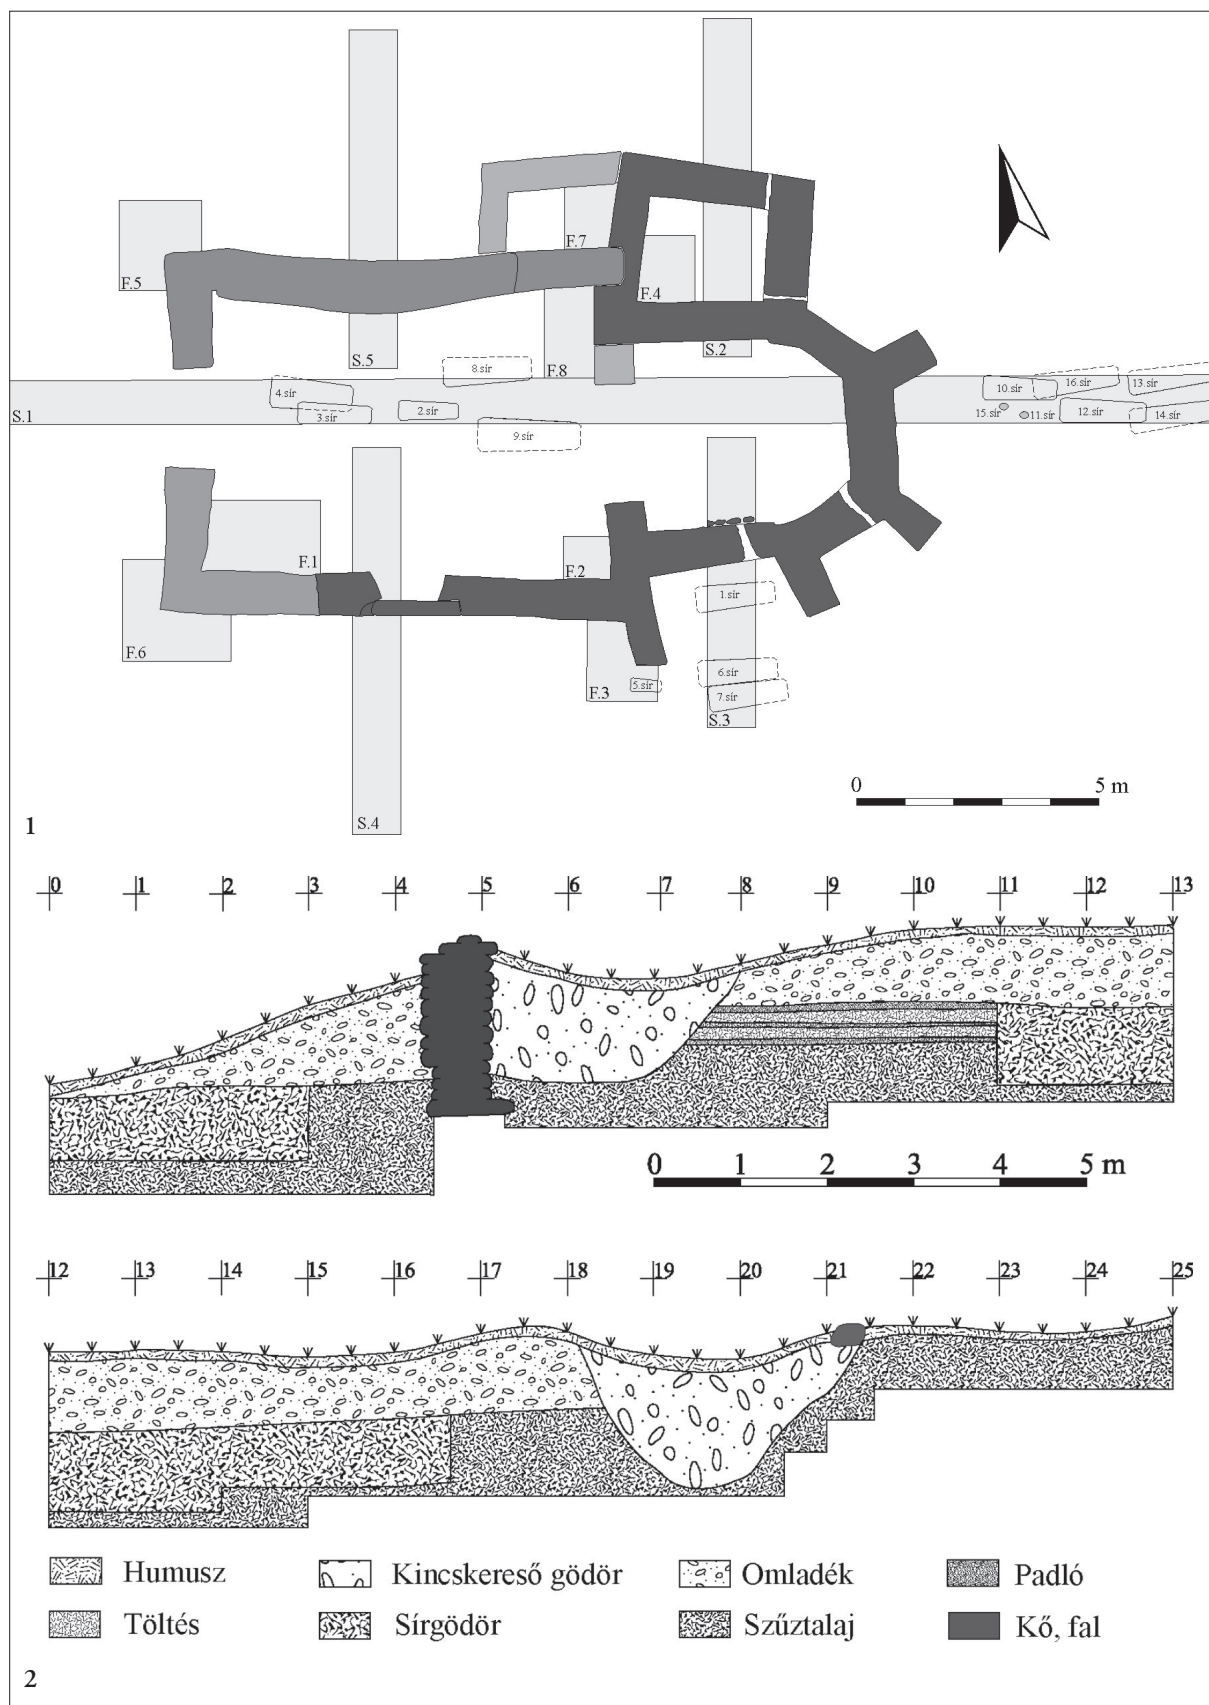 F.5
F.7
F.4
S.5
8.sír
F.8
S.2
S.1
4.sír
3.sír
2.sír
9.sír
10.sír
16.sír
13.sír
15.sír
11.sír
12.sír
14.sír
F.1
F.2
1.sír
F.6
F.3
5.sír
6.sír
7.sír
S.3
0 5 m
1
S.4
0 1 2 3 4 5 6 7 8 9 10 11 12 13
0 1 2 3 4 5 m
12 13 14 15 16 17 18 19 20 21 22 23 24 25
Humusz Kincskereső gödör Omladék Padló
Töltés Sírgödör Szűztalaj Kő, fal
2